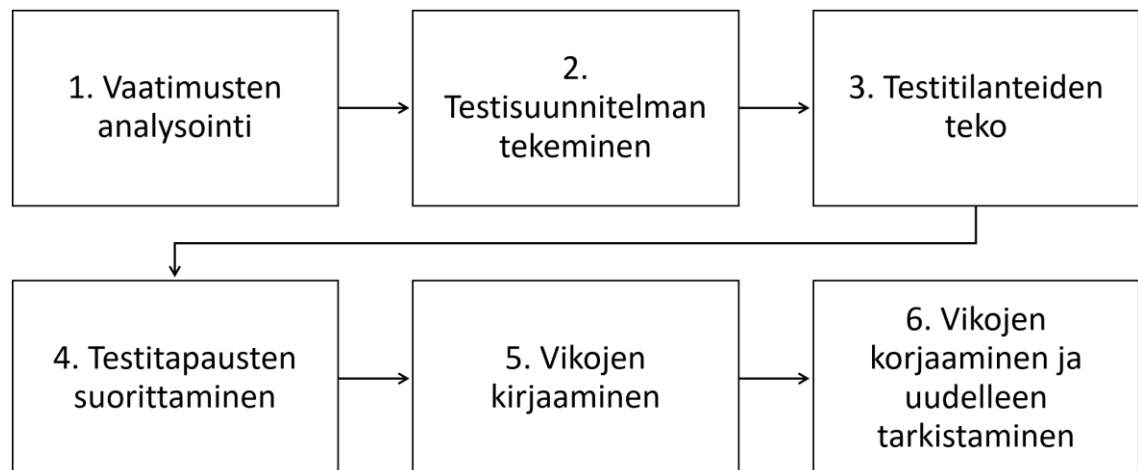 1. Vaatimusten
analysointi
2.
Testisuunnitelman
tekeminen
3. Testitilanteiden
teko
4. Testitapausten
suorittaminen
5. Vikojen
kirjaaminen
6. Vikojen
korjaaminen ja
uudelleen
tarkistaminen